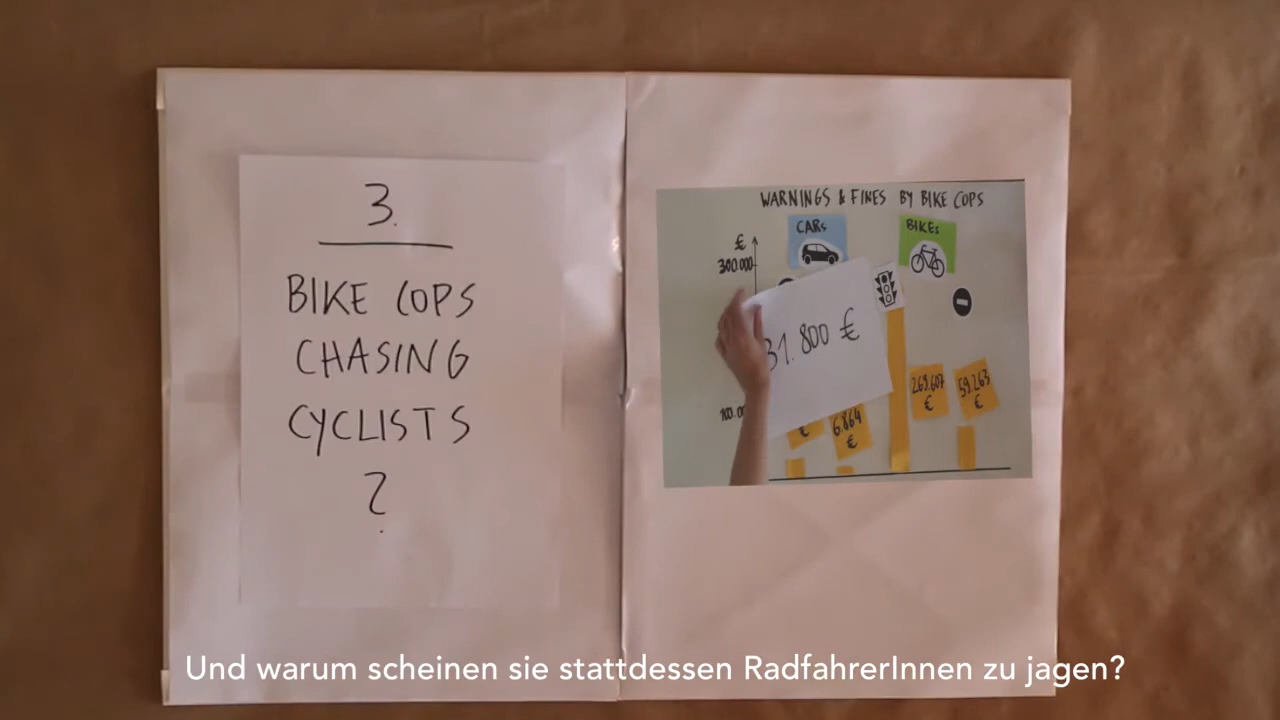 3.
BIKE COPS
CHASING
CYCLISTS
?
WARNINGS & FINES BY BIKE COPS
CARs
BIKEs
€
300.000
31.800 €
269.607
€
59.263
€
6.864
€
€
Und warum scheinen sie stattdessen RadfahrerInnen zu jagen?